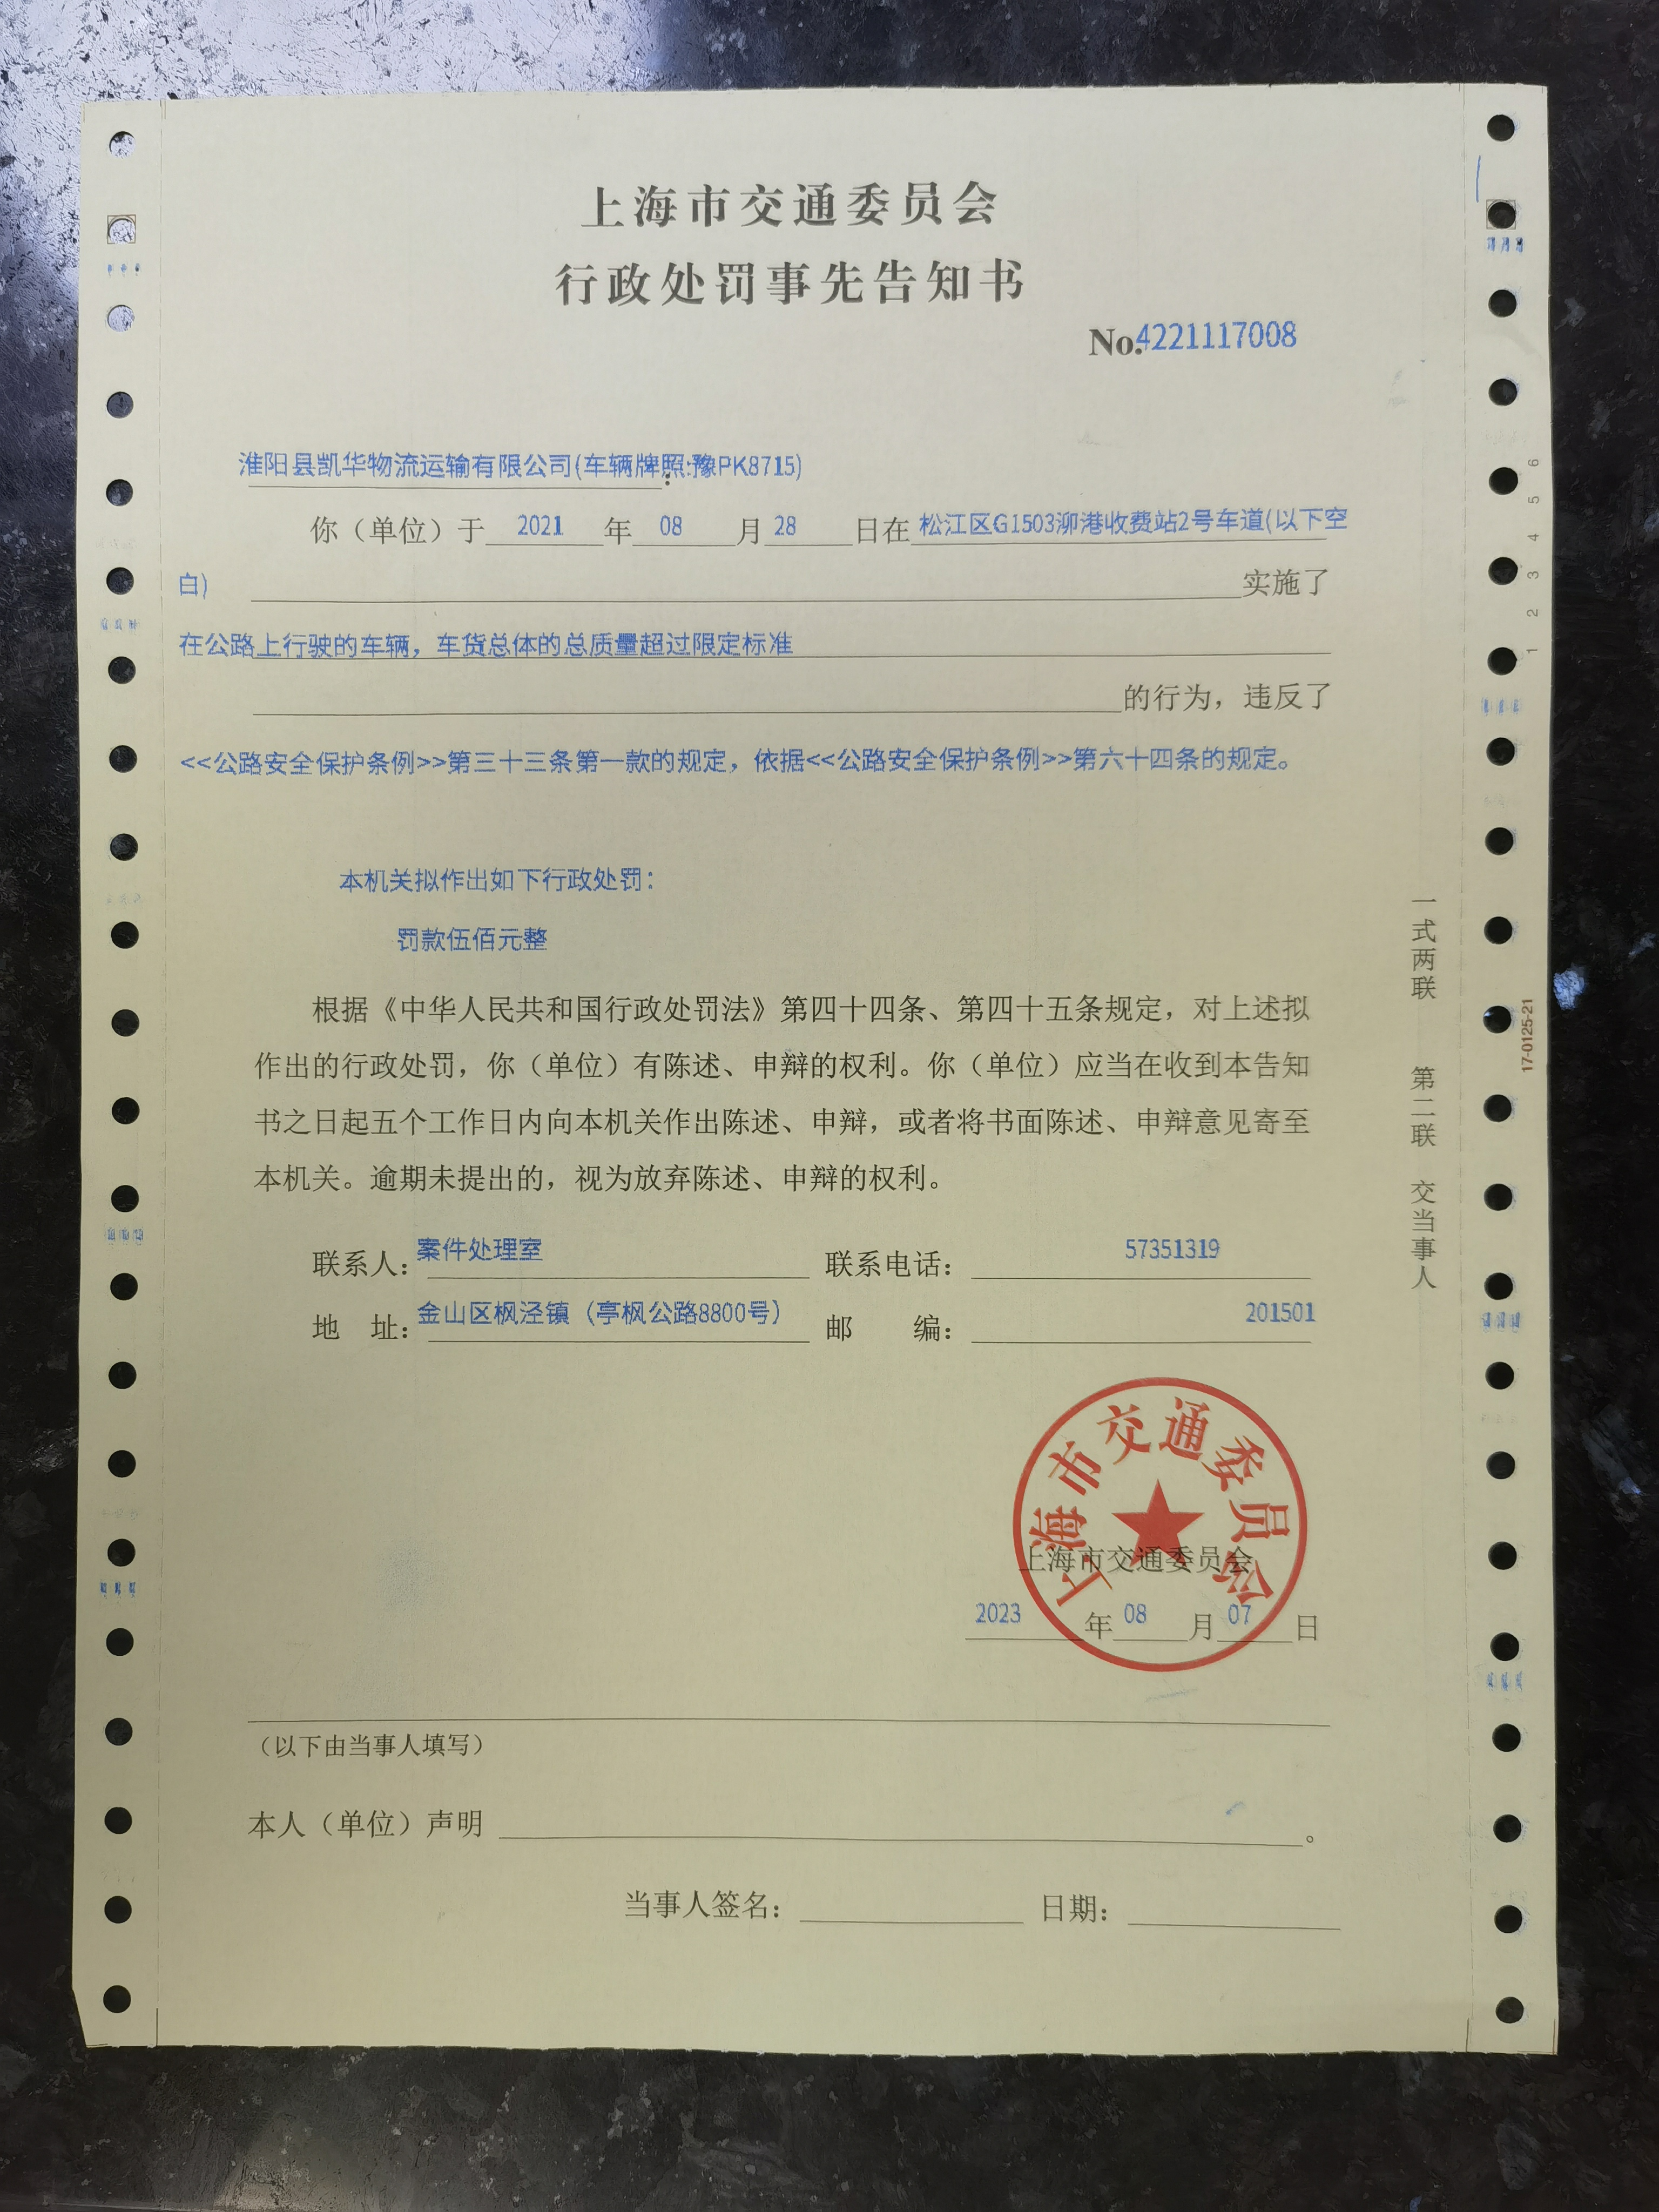 上海市交通委员会
行政处罚事先告知书
No.4221117008
淮阳县凯华物流运输有限公司(车辆牌照:豫PK8715)
：
你（单位）于 2021 年 08 月 28 日在 松江区G1503泖港收费站2号车道(以下空
白) 实施了
在公路上行驶的车辆，车货总体的总质量超过限定标准
的行为，违反了
<<公路安全保护条例>>第三十三条第一款的规定，依据<<公路安全保护条例>>第六十四条的规定。
本机关拟作出如下行政处罚：
罚款伍佰元整
根据《中华人民共和国行政处罚法》第四十四条、第四十五条规定，对上述拟
作出的行政处罚，你（单位）有陈述、申辩的权利。你（单位）应当在收到本告知
书之日起五个工作日内向本机关作出陈述、申辩，或者将书面陈述、申辩意见寄至
本机关。逾期未提出的，视为放弃陈述、申辩的权利。
联系人：案件处理室 联系电话： 57351319
地 址：金山区枫泾镇（亭枫公路8800号） 邮 编： 201501
上海市交通委员会
上海市交通委员会
2023 年 08 月 07 日
（以下由当事人填写）
本人（单位）声明 。
当事人签名： 日期：
一式两联 第二联 交当事人
17-0125-21
1 2 3 4 5 6